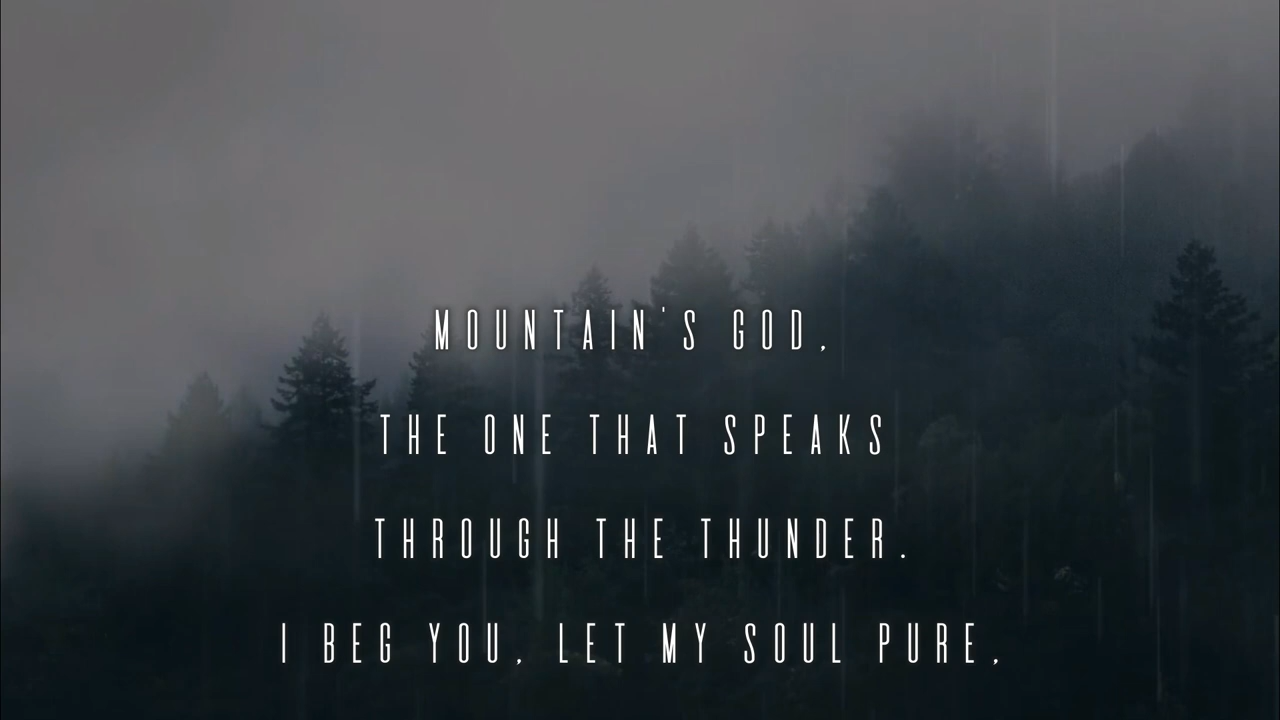 MOUNTAIN'S GOD,
THE ONE THAT SPEAKS
THROUGH THE THUNDER.
I BEG YOU, LET MY SOUL PURE,